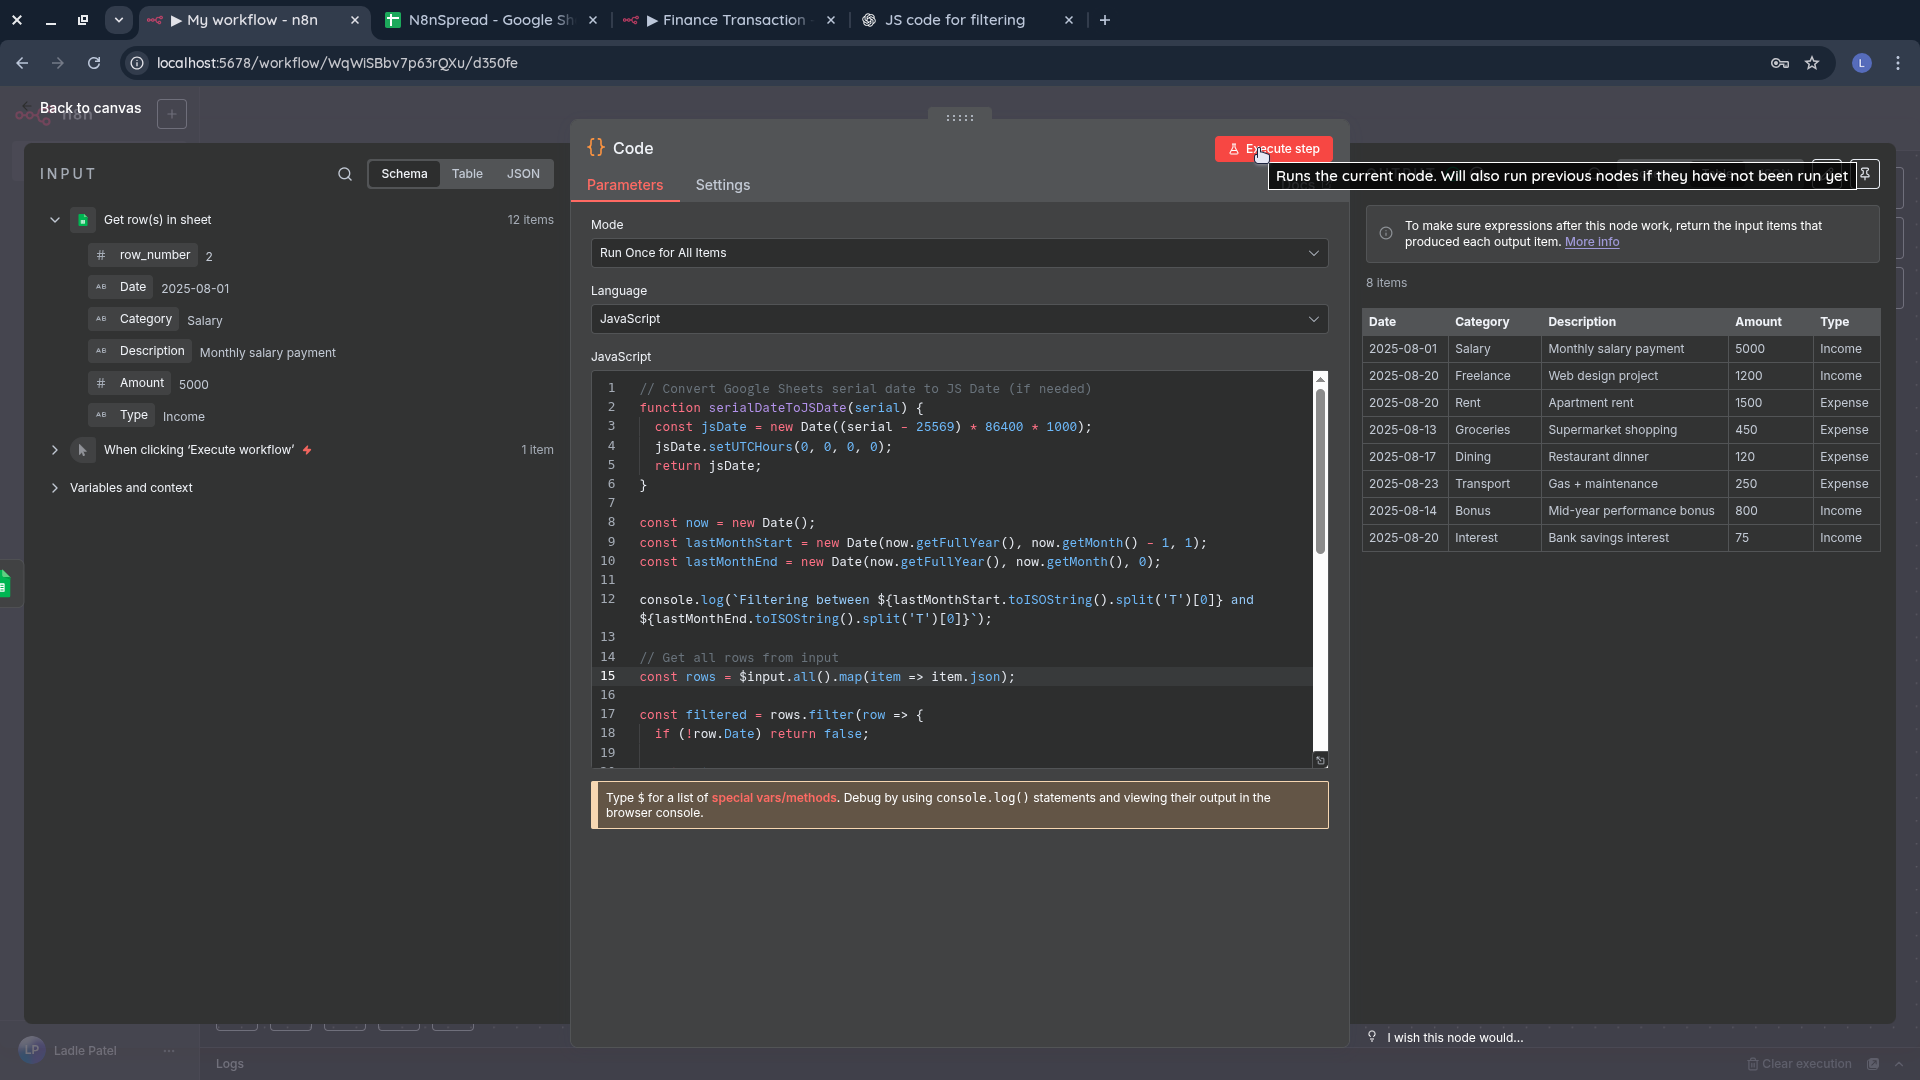 ▶ My workflow - n8n
N8nSpread - Google Sh
▶ Finance Transaction
JS code for filtering
localhost:5678/workflow/WqWiSBbv7p63rQXu/d350fe
L
Back to canvas
n8n
INPUT
Schema
Table
JSON
Get row(s) in sheet
12 items
# row_number 2
AB Date 2025-08-01
AB Category Salary
AB Description Monthly salary payment
# Amount 5000
AB Type Income
When clicking ‘Execute workflow’
1 item
Variables and context
{} Code
Execute step
Runs the current node. Will also run previous nodes if they have not been run yet
Parameters
Settings
Docs
Mode
Run Once for All Items
Language
JavaScript
JavaScript
1 // Convert Google Sheets serial date to JS Date (if needed)
2 function serialDateToJSDate(serial) {
3 const jsDate = new Date((serial - 25569) * 86400 * 1000);
4 jsDate.setUTCHours(0, 0, 0, 0);
5 return jsDate;
6 }
7
8 const now = new Date();
9 const lastMonthStart = new Date(now.getFullYear(), now.getMonth() - 1, 1);
10 const lastMonthEnd = new Date(now.getFullYear(), now.getMonth(), 0);
11
12 console.log(`Filtering between ${lastMonthStart.toISOString().split('T')[0]} and
${lastMonthEnd.toISOString().split('T')[0]}`);
13
14 // Get all rows from input
15 const rows = $input.all().map(item => item.json);
16
17 const filtered = rows.filter(row => {
18 if (!row.Date) return false;
19
Type $ for a list of special vars/methods. Debug by using console.log() statements and viewing their output in the
browser console.
To make sure expressions after this node work, return the input items that
produced each output item. More info
8 items
Date Category Description Amount Type
2025-08-01 Salary Monthly salary payment 5000 Income
2025-08-20 Freelance Web design project 1200 Income
2025-08-20 Rent Apartment rent 1500 Expense
2025-08-13 Groceries Supermarket shopping 450 Expense
2025-08-17 Dining Restaurant dinner 120 Expense
2025-08-23 Transport Gas + maintenance 250 Expense
2025-08-14 Bonus Mid-year performance bonus 800 Income
2025-08-20 Interest Bank savings interest 75 Income
I wish this node would...
LP Ladle Patel
Logs
Clear execution